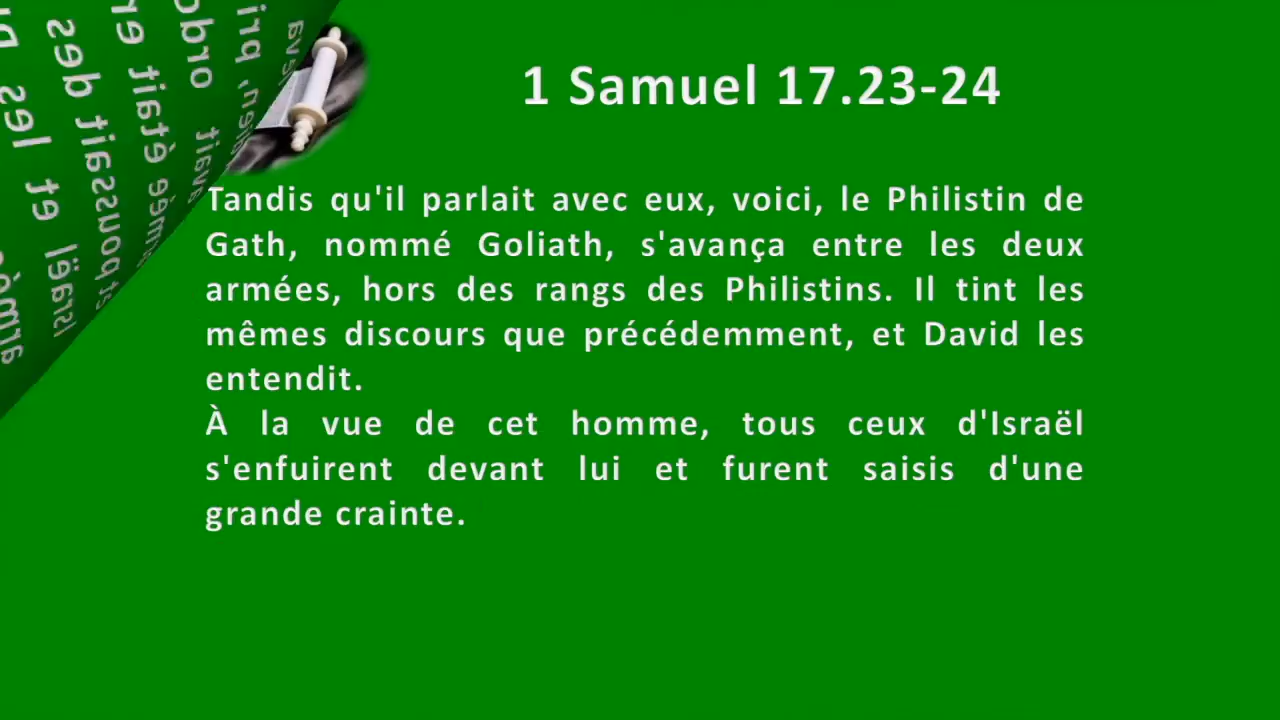 1 Samuel 17.23-24
Tandis qu'il parlait avec eux, voici, le Philistin de
Gath, nommé Goliath, s'avança entre les deux
armées, hors des rangs des Philistins. Il tint les
mêmes discours que précédemment, et David les
entendit.
À la vue de cet homme, tous ceux d'Israël
s'enfuirent devant lui et furent saisis d'une
grande crainte.